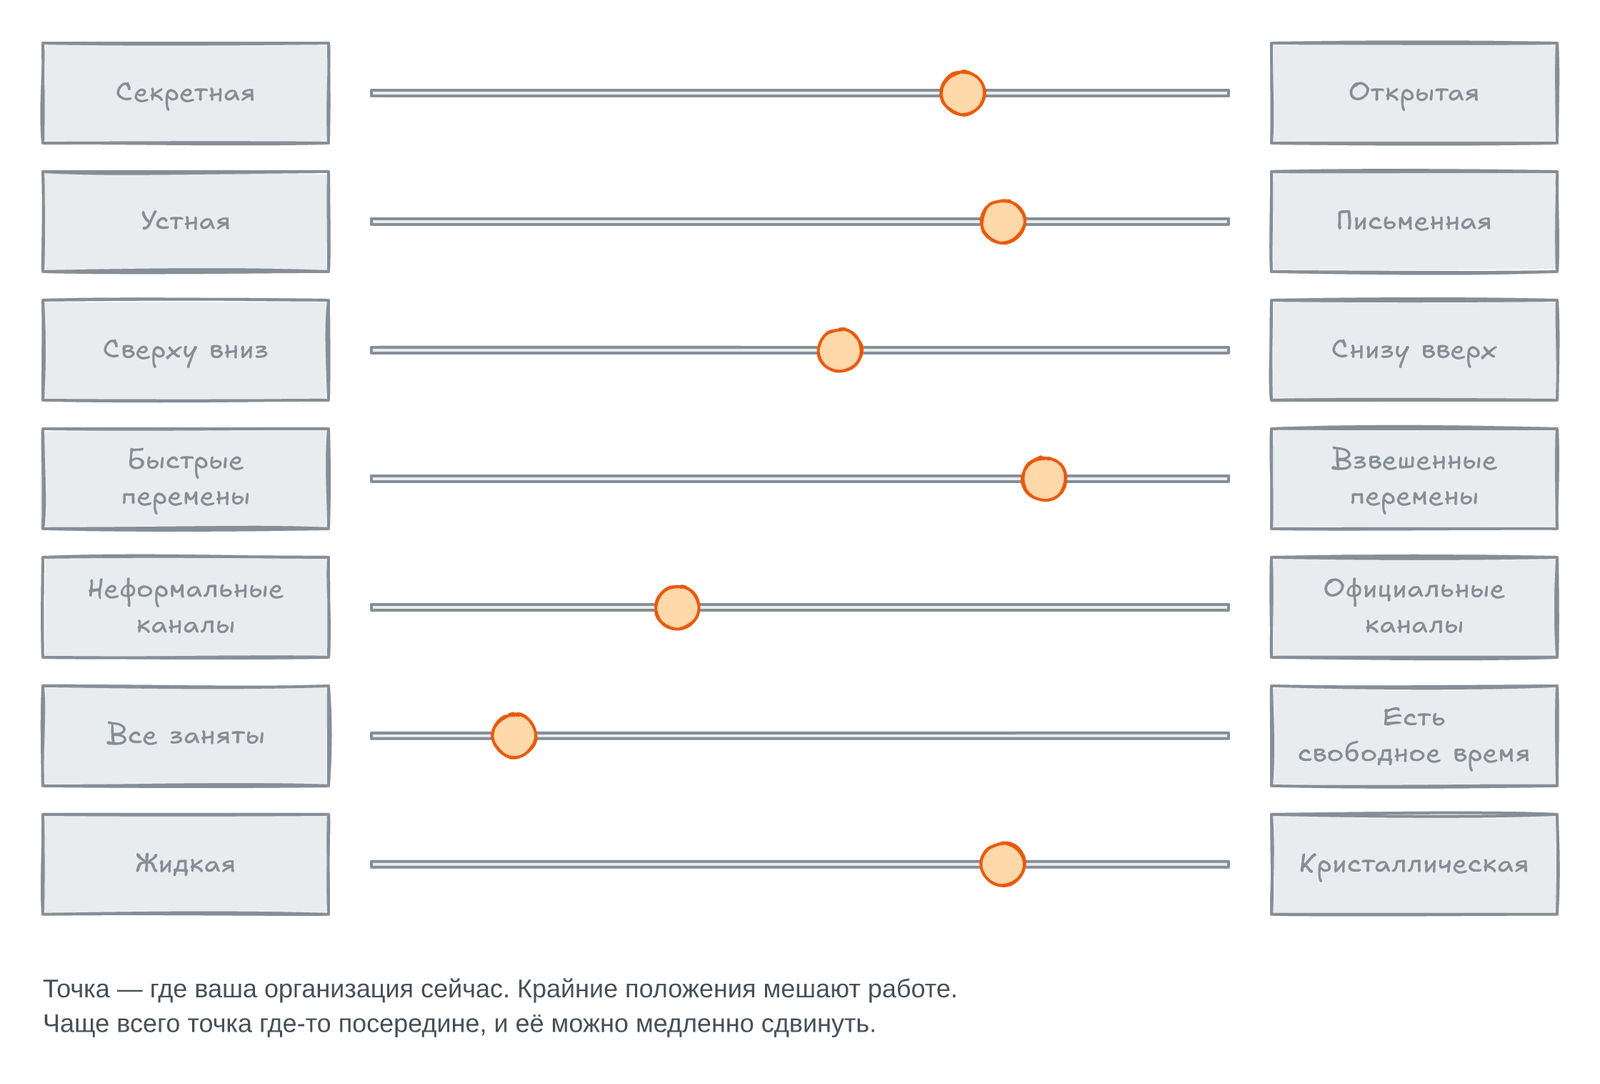 Секретная
Открытая
Устная
Письменная
Сверху вниз
Снизу вверх
Быстрые
перемены
Взвешенные
перемены
Неформальные
каналы
Официальные
каналы
Все заняты
Есть
свободное время
Жидкая
Кристаллическая
Точка — где ваша организация сейчас. Крайние положения мешают работе.
Чаще всего точка где-то посередине, и её можно медленно сдвинуть.